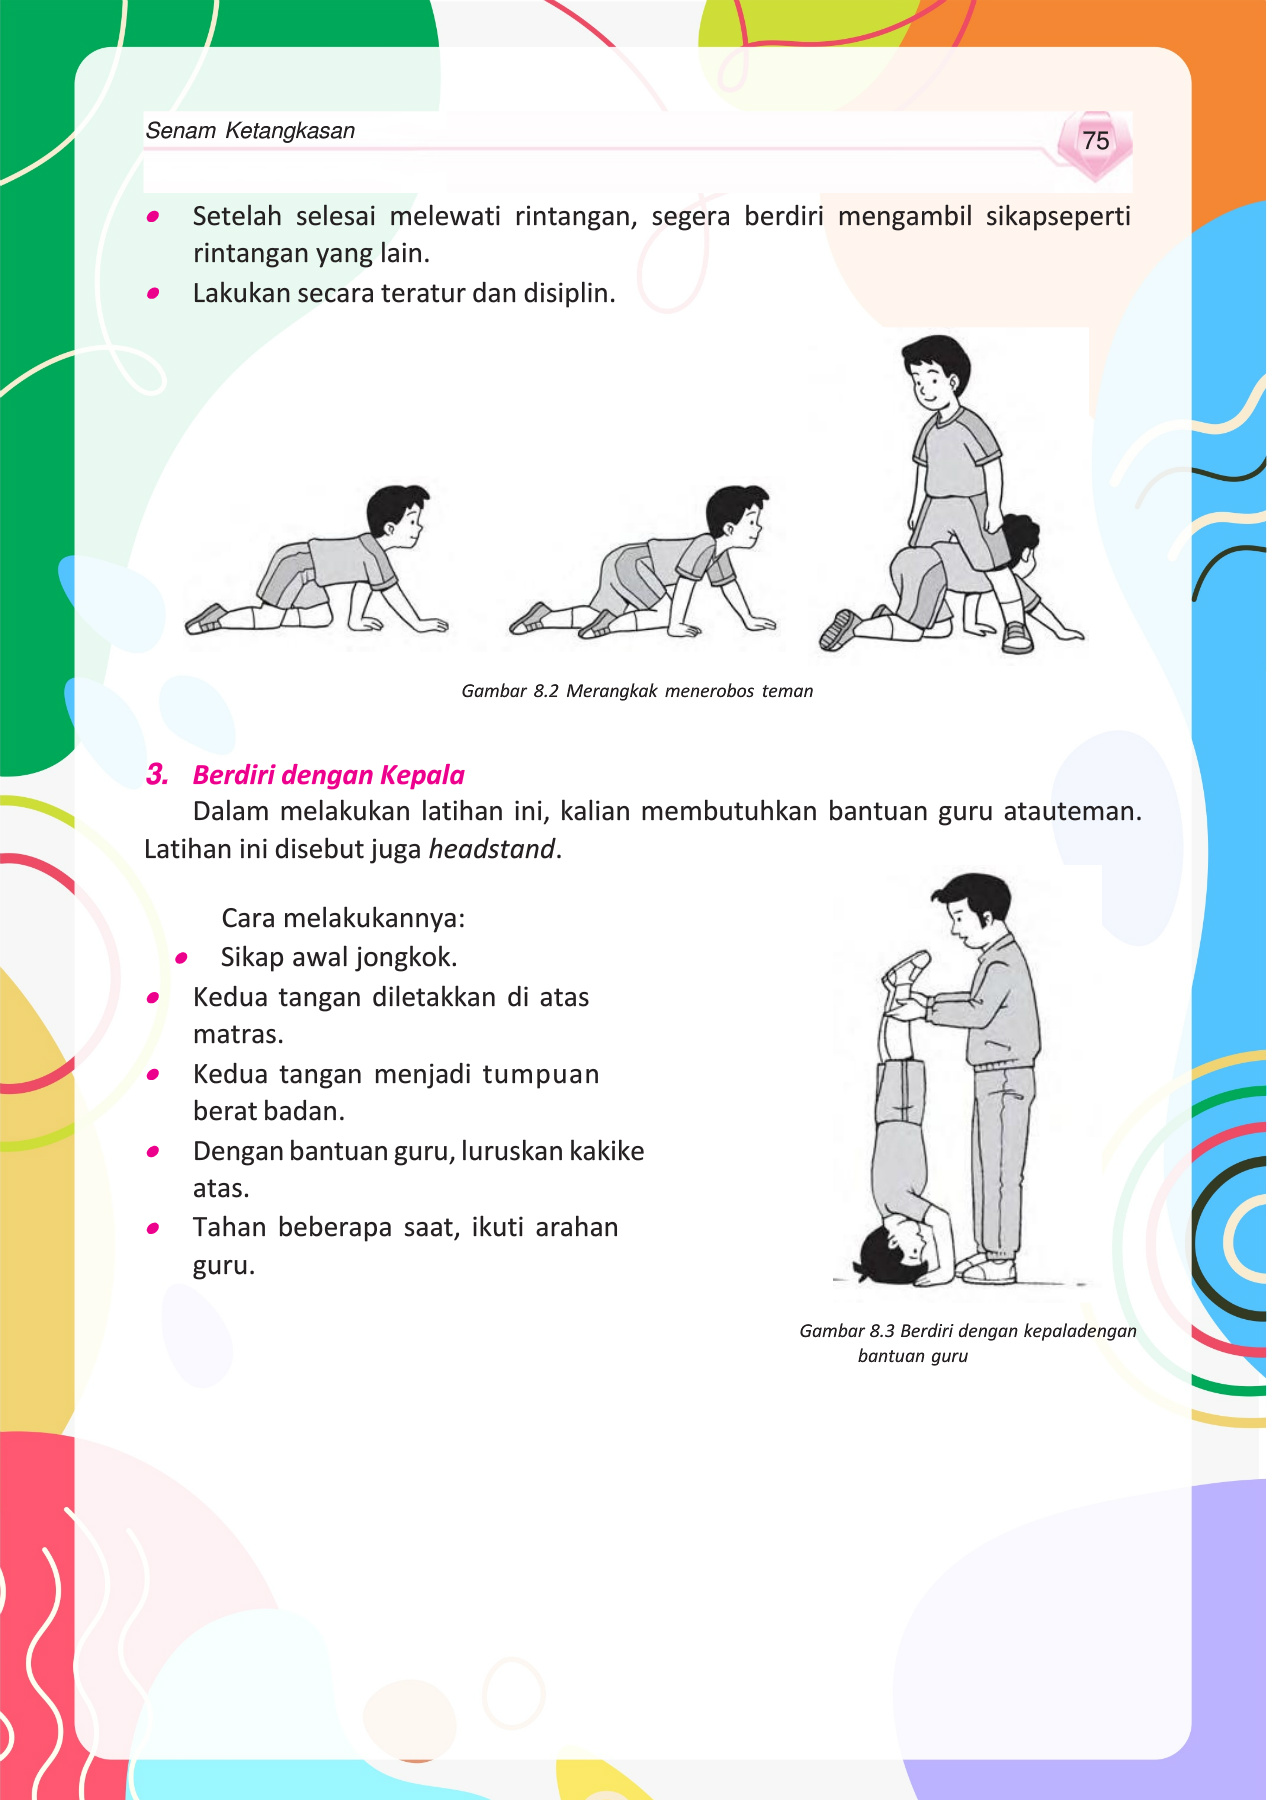 Senam Ketangkasan
75
• Setelah selesai melewati rintangan, segera berdiri mengambil sikapseperti
rintangan yang lain.
• Lakukan secara teratur dan disiplin.
Gambar 8.2 Merangkak menerobos teman
3. Berdiri dengan Kepala
Dalam melakukan latihan ini, kalian membutuhkan bantuan guru atauteman.
Latihan ini disebut juga headstand.
Cara melakukannya:
• Sikap awal jongkok.
• Kedua tangan diletakkan di atas
matras.
• Kedua tangan menjadi tumpuan
berat badan.
• Dengan bantuan guru, luruskan kakike
atas.
• Tahan beberapa saat, ikuti arahan
guru.
Gambar 8.3 Berdiri dengan kepaladengan
bantuan guru